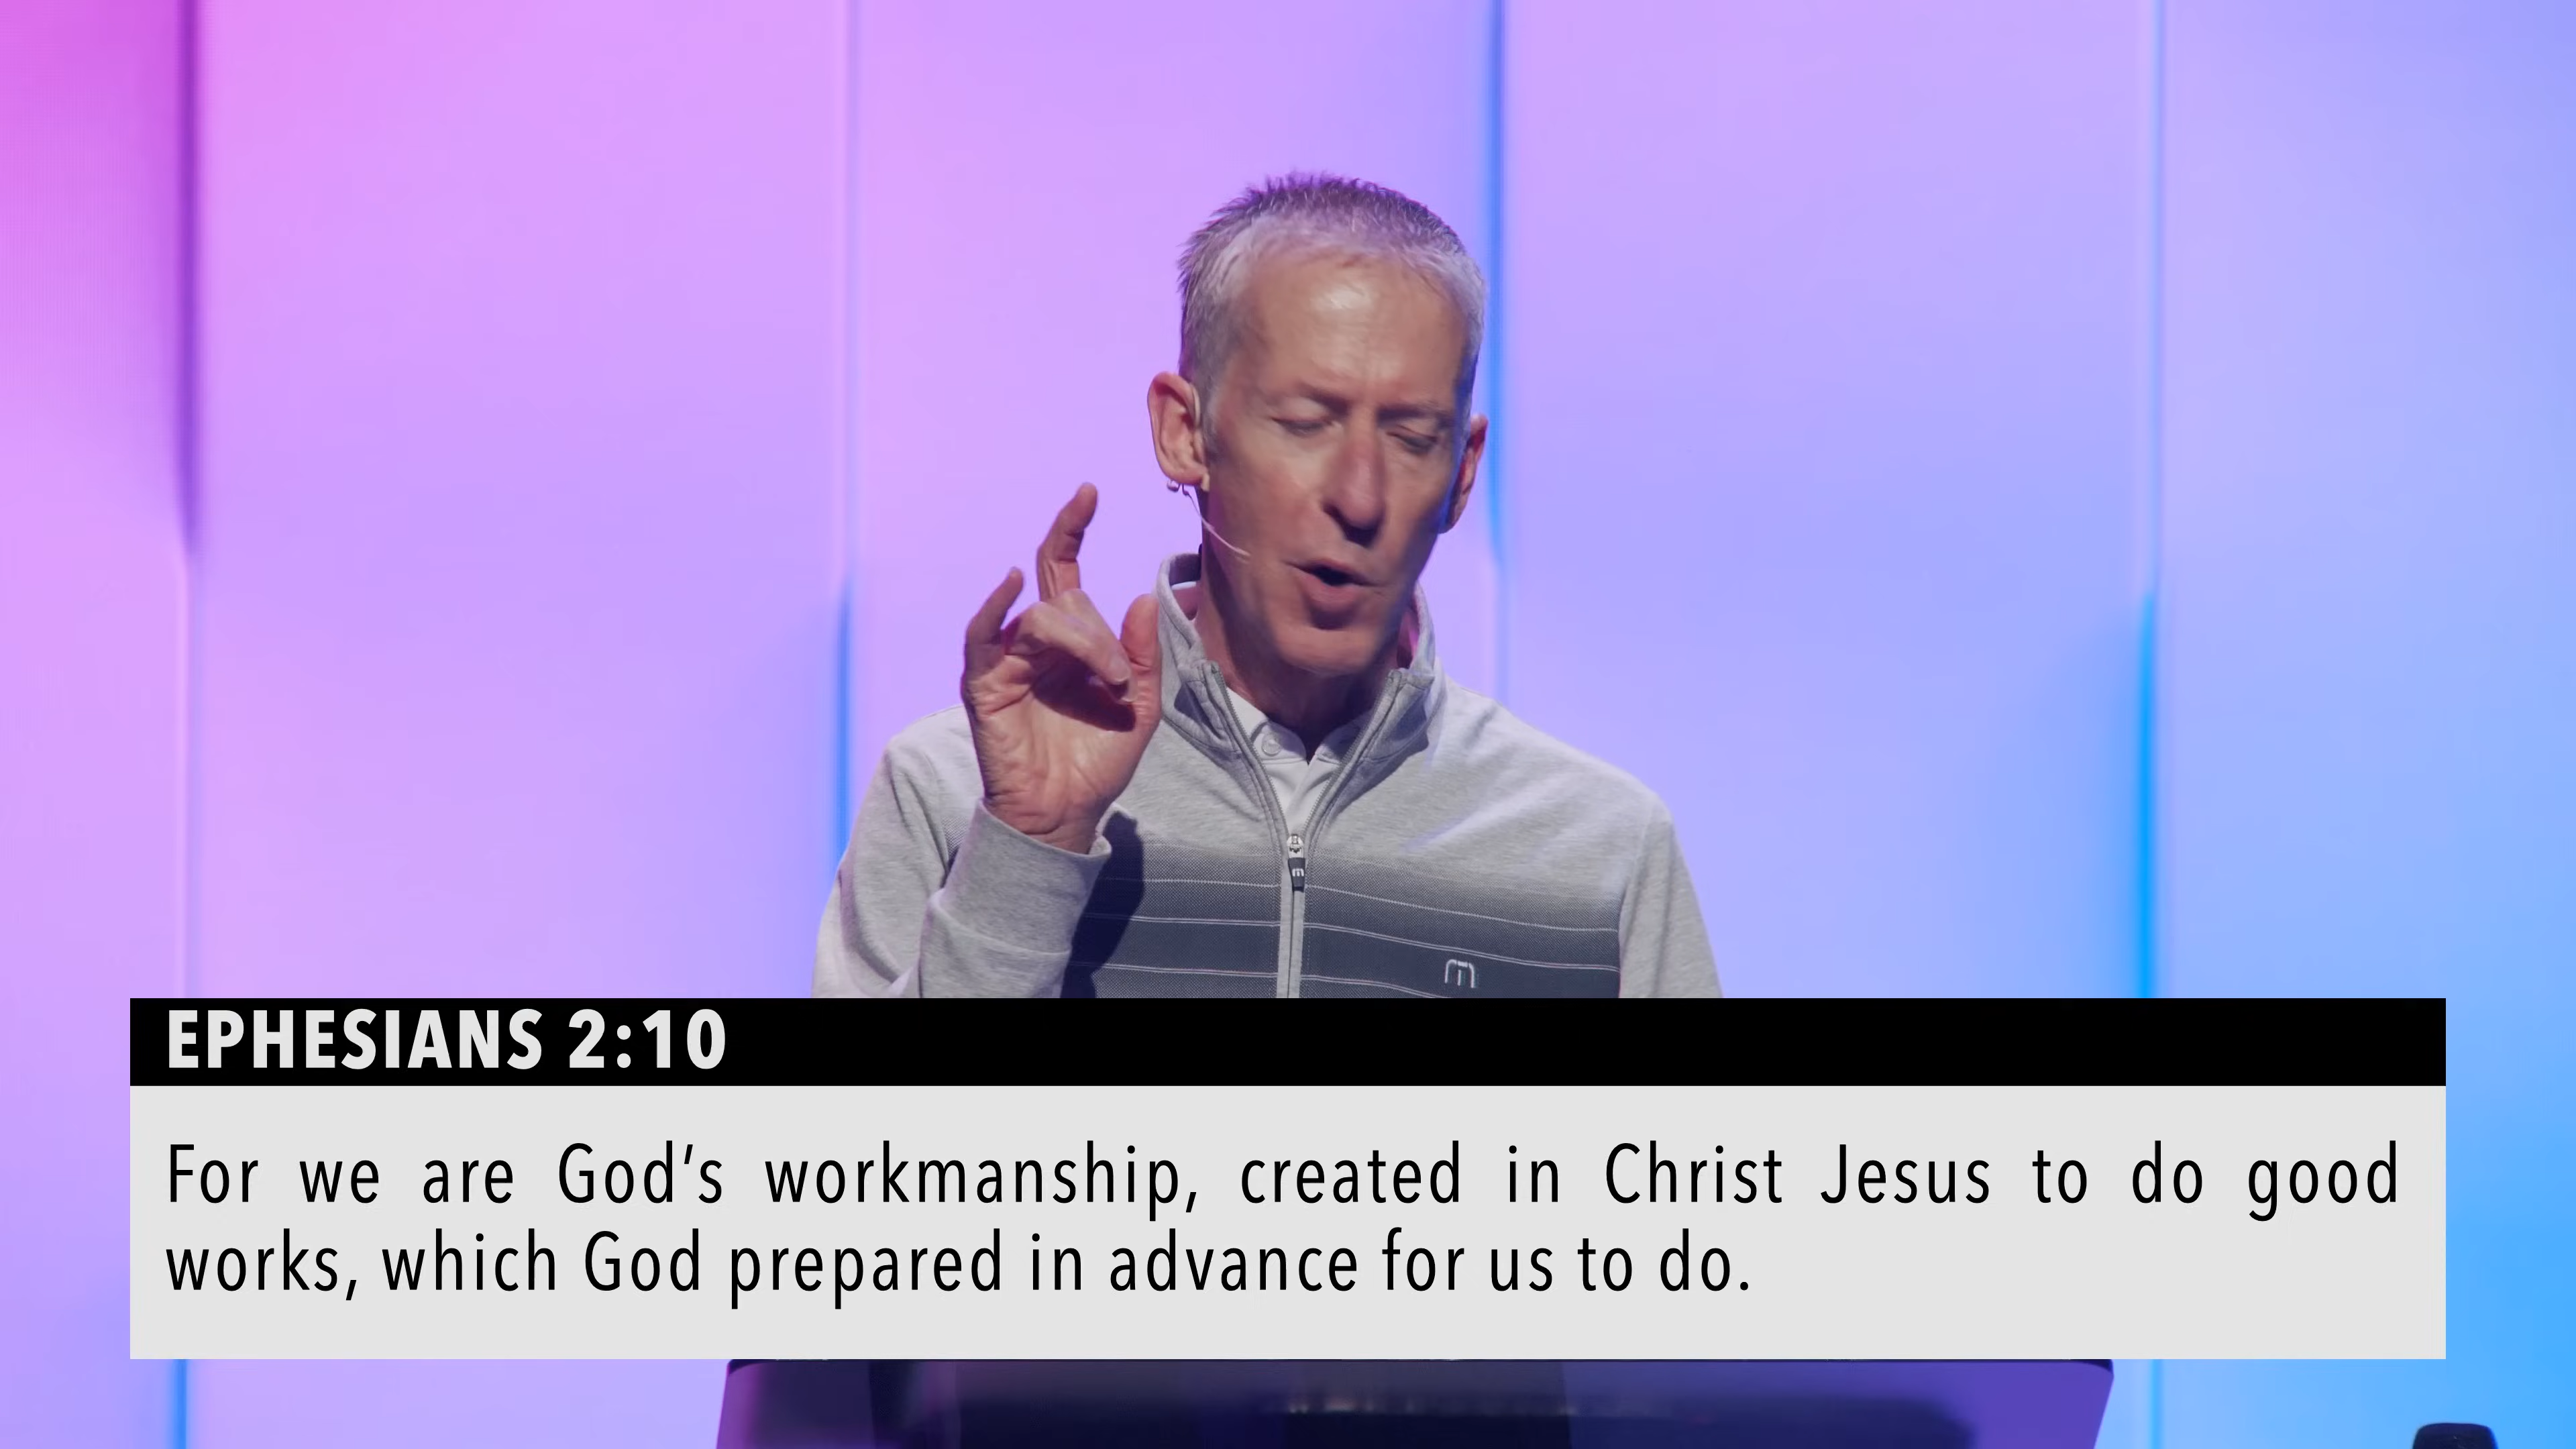 EPHESIANS 2:10
For we are God’s workmanship, created in Christ Jesus to do good
works, which God prepared in advance for us to do.